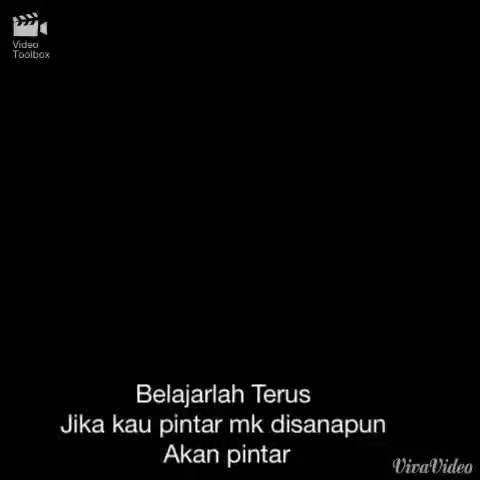 Video
Toolbox
Belajarlah Terus
Jika kau pintar mk disanapun
Akan pintar
VivaVideo